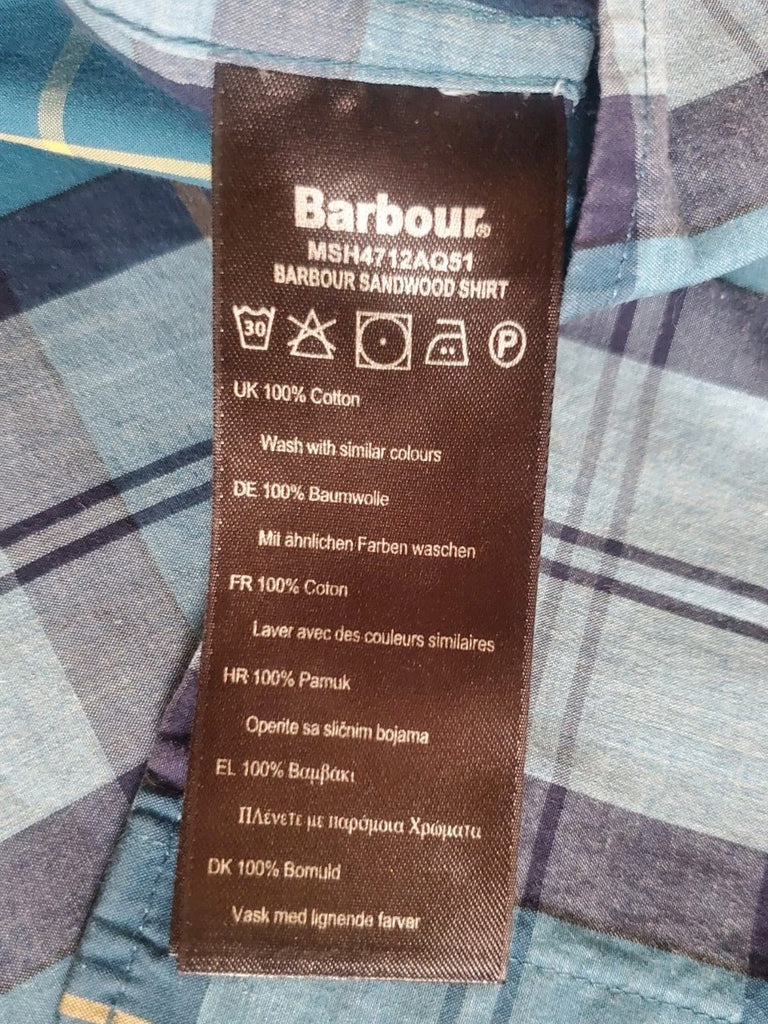 Barbour®
MSH4712AQ51
BARBOUR SANDWOOD SHIRT
30 P
UK 100% Cotton
Wash with similar colours
DE 100% Baumwolle
Mit ähnlichen Farben waschen
FR 100% Coton
Laver avec des couleurs similaires
HR 100% Pamuk
Operite sa sličnim bojama
EL 100% Βαμβάκι
Πλένετε με παρόμοια Χρώματα
DK 100% Bomuld
Vask med lignende farver